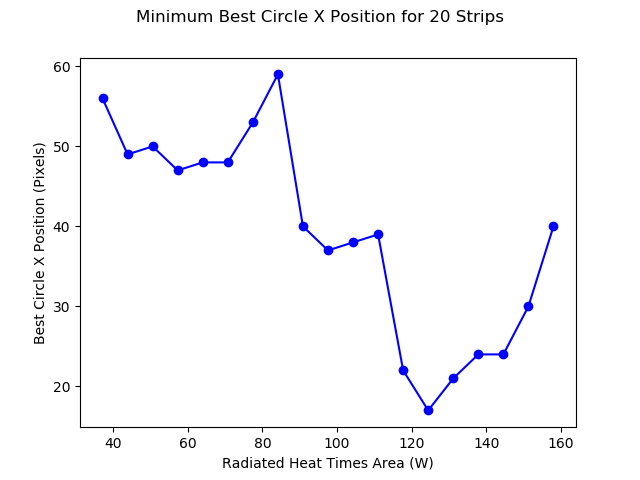 Minimum Best Circle X Position for 20 Strips
Best Circle X Position (Pixels)
60
50
40
30
20
40 60 80 100 120 140 160
Radiated Heat Times Area (W)